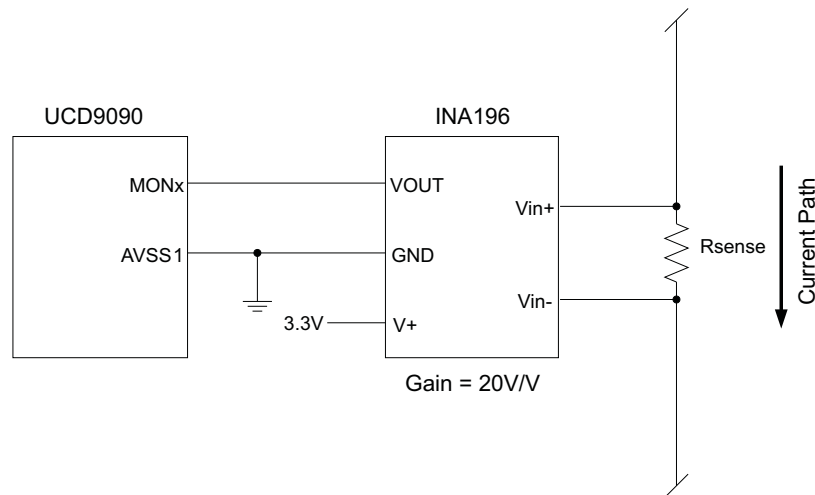 UCD9090
INA196
MONx
VOUT
Vin+
AVSS1
GND
Rsense
Current Path
Vin-
3.3V
V+
Gain = 20V/V